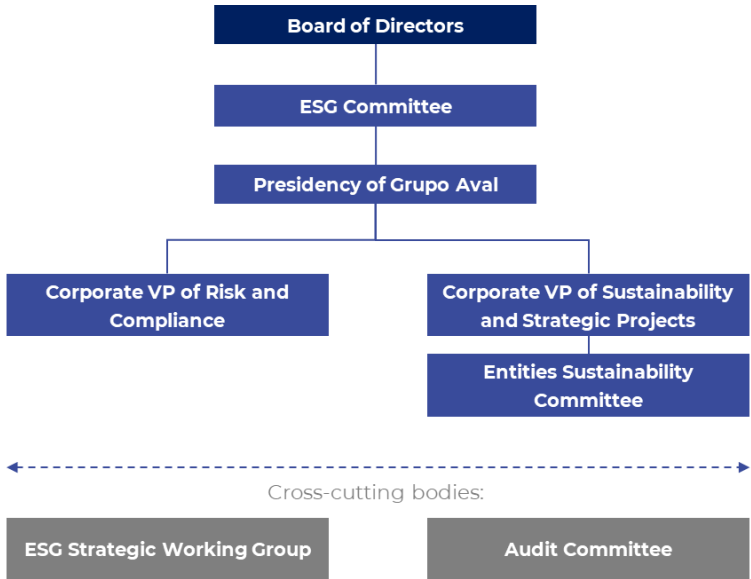 Board of Directors
ESG Committee
Presidency of Grupo Aval
Corporate VP of Risk and
Compliance
Corporate VP of Sustainability
and Strategic Projects
Entities Sustainability
Committee
Cross-cutting bodies:
ESG Strategic Working Group
Audit Committee